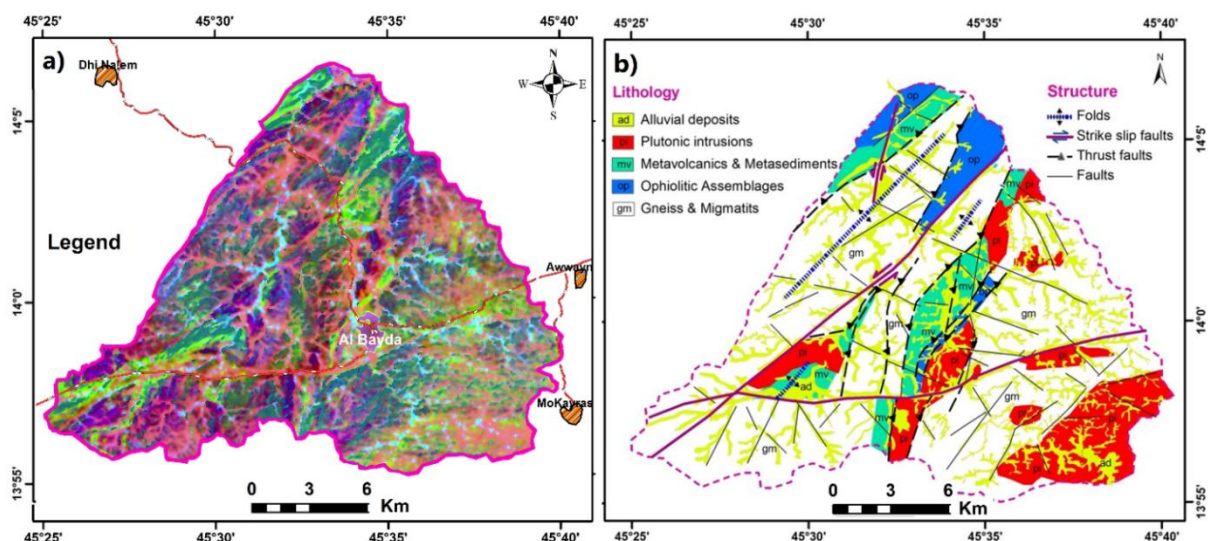 45°25' 45°30' 45°35' 45°40'
a)
Dhi Na'em
N
W E
S
14°5'
Legend
14°0'
Awwayn
Al Bayda
MoKayras
13°55'
0 3 6
Km
45°25' 45°30' 45°35' 45°40'
45°25' 45°30' 45°35' 45°40'
b)
N
Lithology
ad Alluvial deposits
pi Plutonic intrusions
mv Metavolcanics & Metasediments
op Ophiolitic Assemblages
gm Gneiss & Migmatits
Structure
Folds
Strike slip faults
Thrust faults
Faults
op
mv
14°5'
op
mv
pi
gm
mv
gm
14°0'
gm
mv
pi
pi
pi
mv
ad
gm
mv
pi
pi
gm
ad
pi
13°55'
0 3 6
Km
45°25' 45°30' 45°35' 45°40'